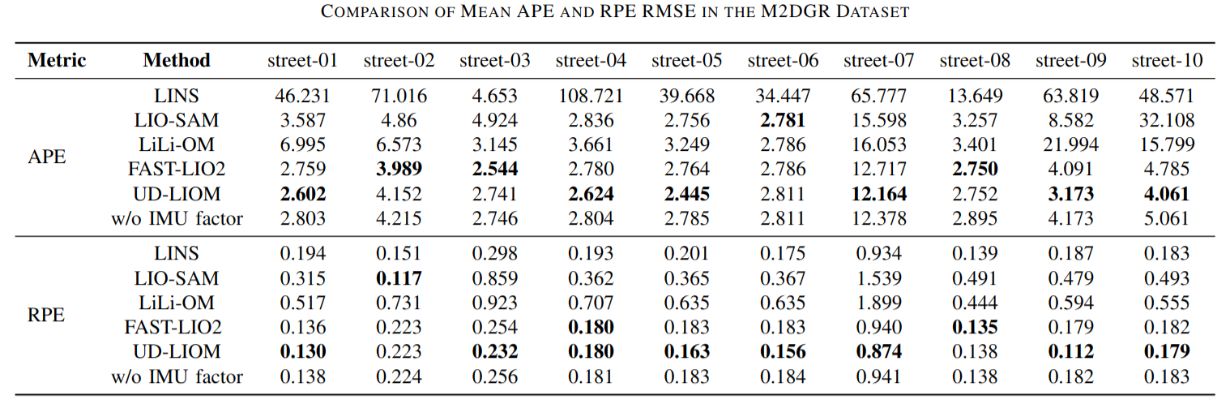 COMPARISON OF MEAN APE AND RPE RMSE IN THE M2DGR DATASET
Metric Method street-01 street-02 street-03 street-04 street-05 street-06 street-07 street-08 street-09 street-10
APE
LINS 46.231 71.016 4.653 108.721 39.668 34.447 65.777 13.649 63.819 48.571
LIO-SAM 3.587 4.86 4.924 2.836 2.756 2.781 15.598 3.257 8.582 32.108
LiLi-OM 6.995 6.573 3.145 3.661 3.249 2.786 16.053 3.401 21.994 15.799
FAST-LIO2 2.759 3.989 2.544 2.780 2.764 2.786 12.717 2.750 4.091 4.785
UD-LIOM 2.602 4.152 2.741 2.624 2.445 2.811 12.164 2.752 3.173 4.061
w/o IMU factor 2.803 4.215 2.746 2.804 2.785 2.811 12.378 2.895 4.173 5.061
RPE
LINS 0.194 0.151 0.298 0.193 0.201 0.175 0.934 0.139 0.187 0.183
LIO-SAM 0.315 0.117 0.859 0.362 0.365 0.367 1.539 0.491 0.479 0.493
LiLi-OM 0.517 0.731 0.923 0.707 0.635 0.635 1.899 0.444 0.594 0.555
FAST-LIO2 0.136 0.223 0.254 0.180 0.183 0.183 0.940 0.135 0.179 0.182
UD-LIOM 0.130 0.223 0.232 0.180 0.163 0.156 0.874 0.138 0.112 0.179
w/o IMU factor 0.138 0.224 0.256 0.181 0.183 0.184 0.941 0.138 0.182 0.183